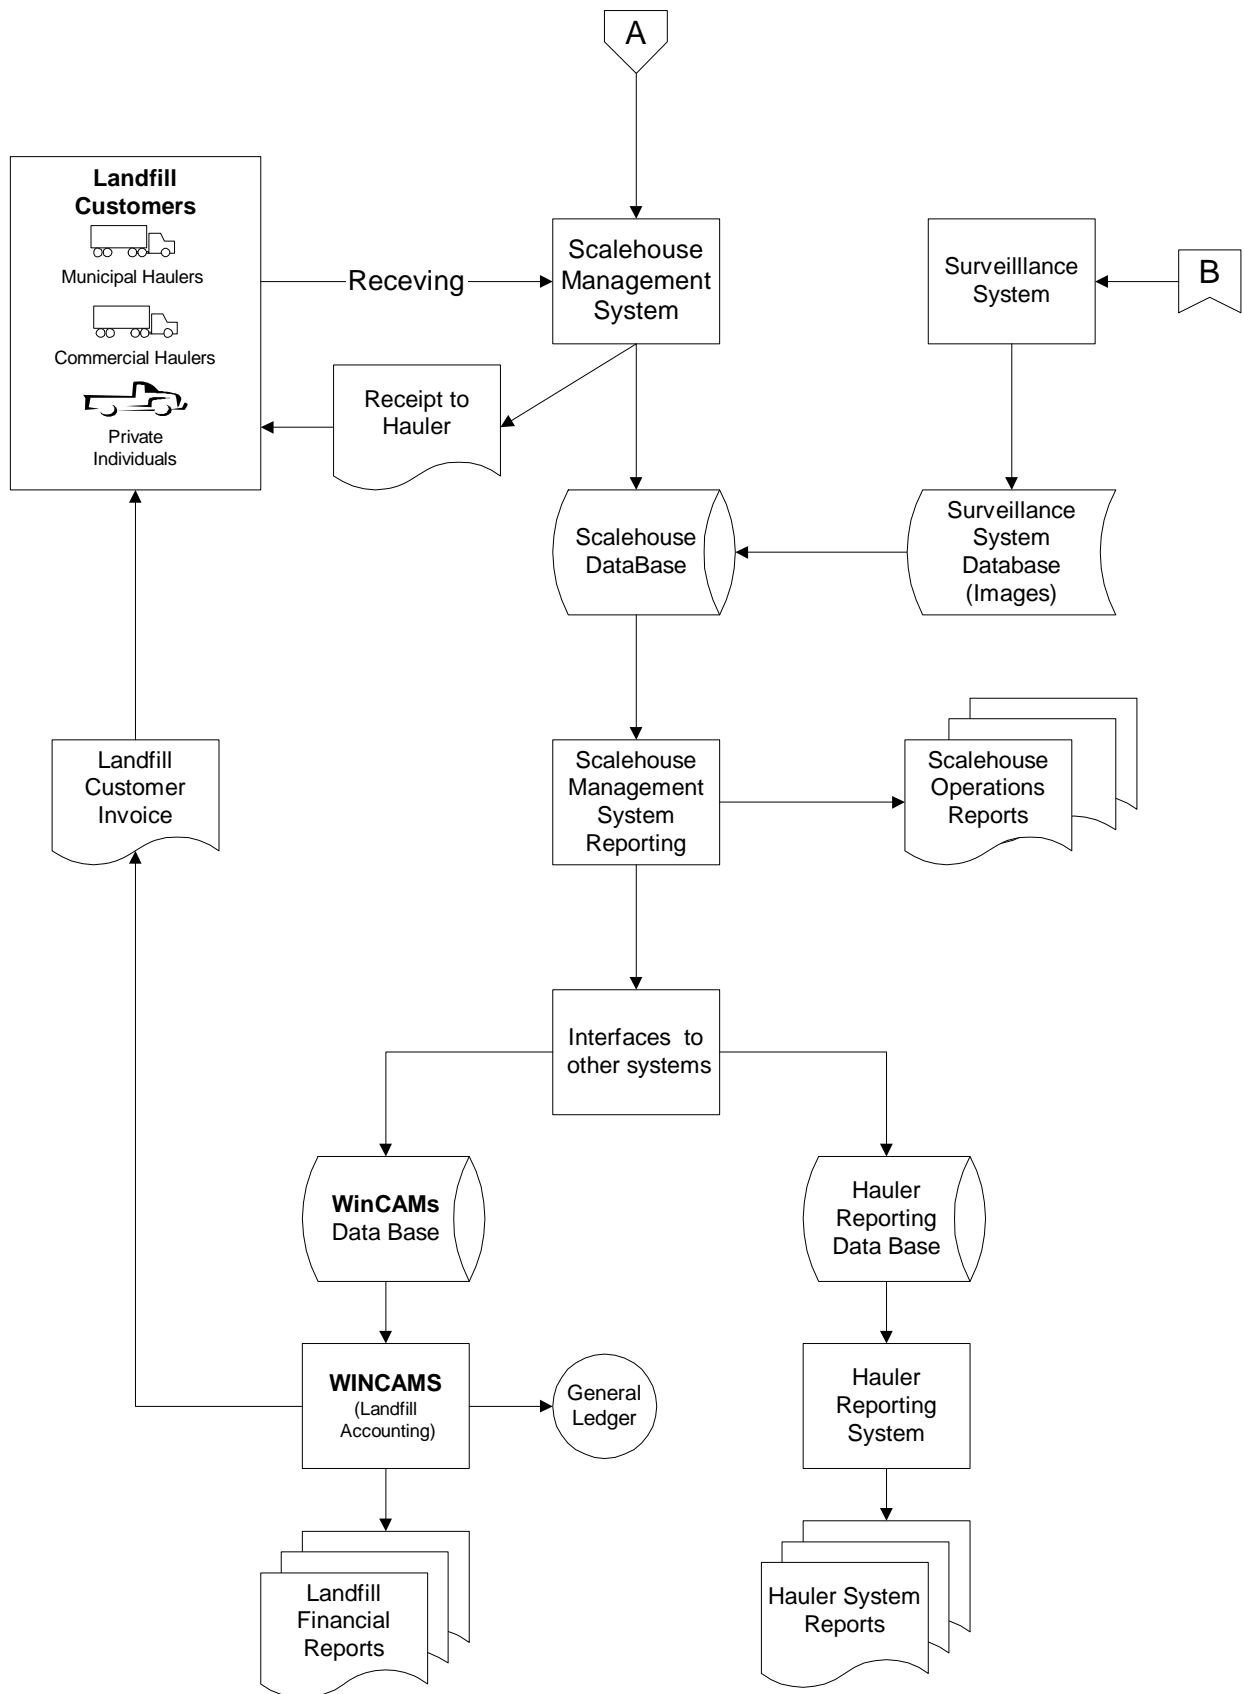 A
Landfill
Customers
Municipal Haulers
Commercial Haulers
Private
Individuals
Receving
Scalehouse
Management
System
Surveilllance
System
B
Receipt to
Hauler
Scalehouse
DataBase
Surveillance
System
Database
(Images)
Landfill
Customer
Invoice
Scalehouse
Management
System
Reporting
Scalehouse
Operations
Reports
Interfaces to
other systems
WinCAMs
Data Base
Hauler
Reporting
Data Base
WINCAMS
(Landfill
Accounting)
General
Ledger
Hauler
Reporting
System
Landfill
Financial
Reports
Hauler System
Reports